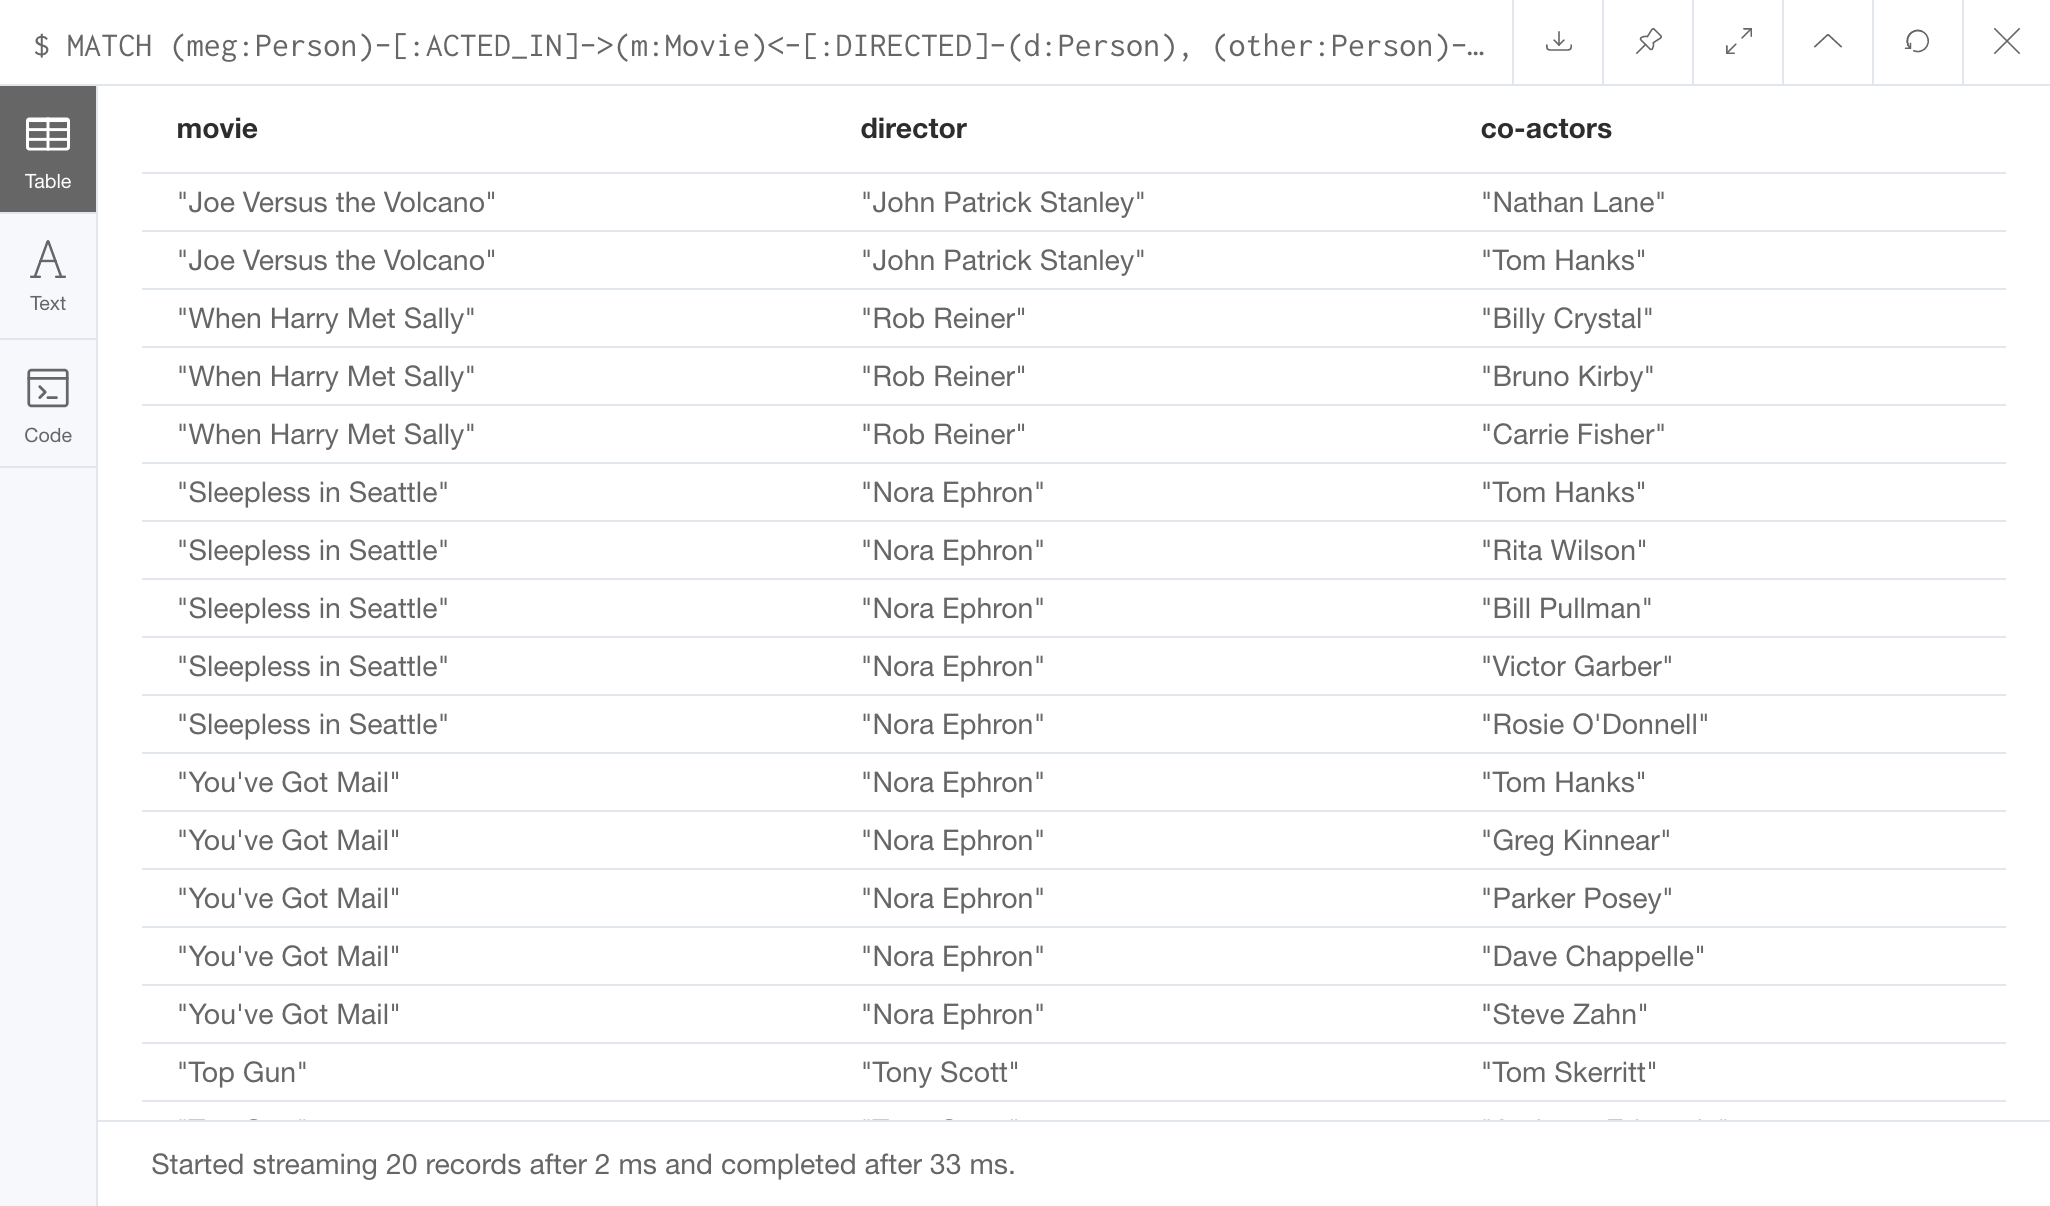 $ MATCH (meg:Person)-[:ACTED_IN]->(m:Movie)<-[:DIRECTED]-(d:Person), (other:Person)-…
Table
Text
Code
movie director co-actors
"Joe Versus the Volcano" "John Patrick Stanley" "Nathan Lane"
"Joe Versus the Volcano" "John Patrick Stanley" "Tom Hanks"
"When Harry Met Sally" "Rob Reiner" "Billy Crystal"
"When Harry Met Sally" "Rob Reiner" "Bruno Kirby"
"When Harry Met Sally" "Rob Reiner" "Carrie Fisher"
"Sleepless in Seattle" "Nora Ephron" "Tom Hanks"
"Sleepless in Seattle" "Nora Ephron" "Rita Wilson"
"Sleepless in Seattle" "Nora Ephron" "Bill Pullman"
"Sleepless in Seattle" "Nora Ephron" "Victor Garber"
"Sleepless in Seattle" "Nora Ephron" "Rosie O'Donnell"
"You've Got Mail" "Nora Ephron" "Tom Hanks"
"You've Got Mail" "Nora Ephron" "Greg Kinnear"
"You've Got Mail" "Nora Ephron" "Parker Posey"
"You've Got Mail" "Nora Ephron" "Dave Chappelle"
"You've Got Mail" "Nora Ephron" "Steve Zahn"
"Top Gun" "Tony Scott" "Tom Skerritt"
Started streaming 20 records after 2 ms and completed after 33 ms.